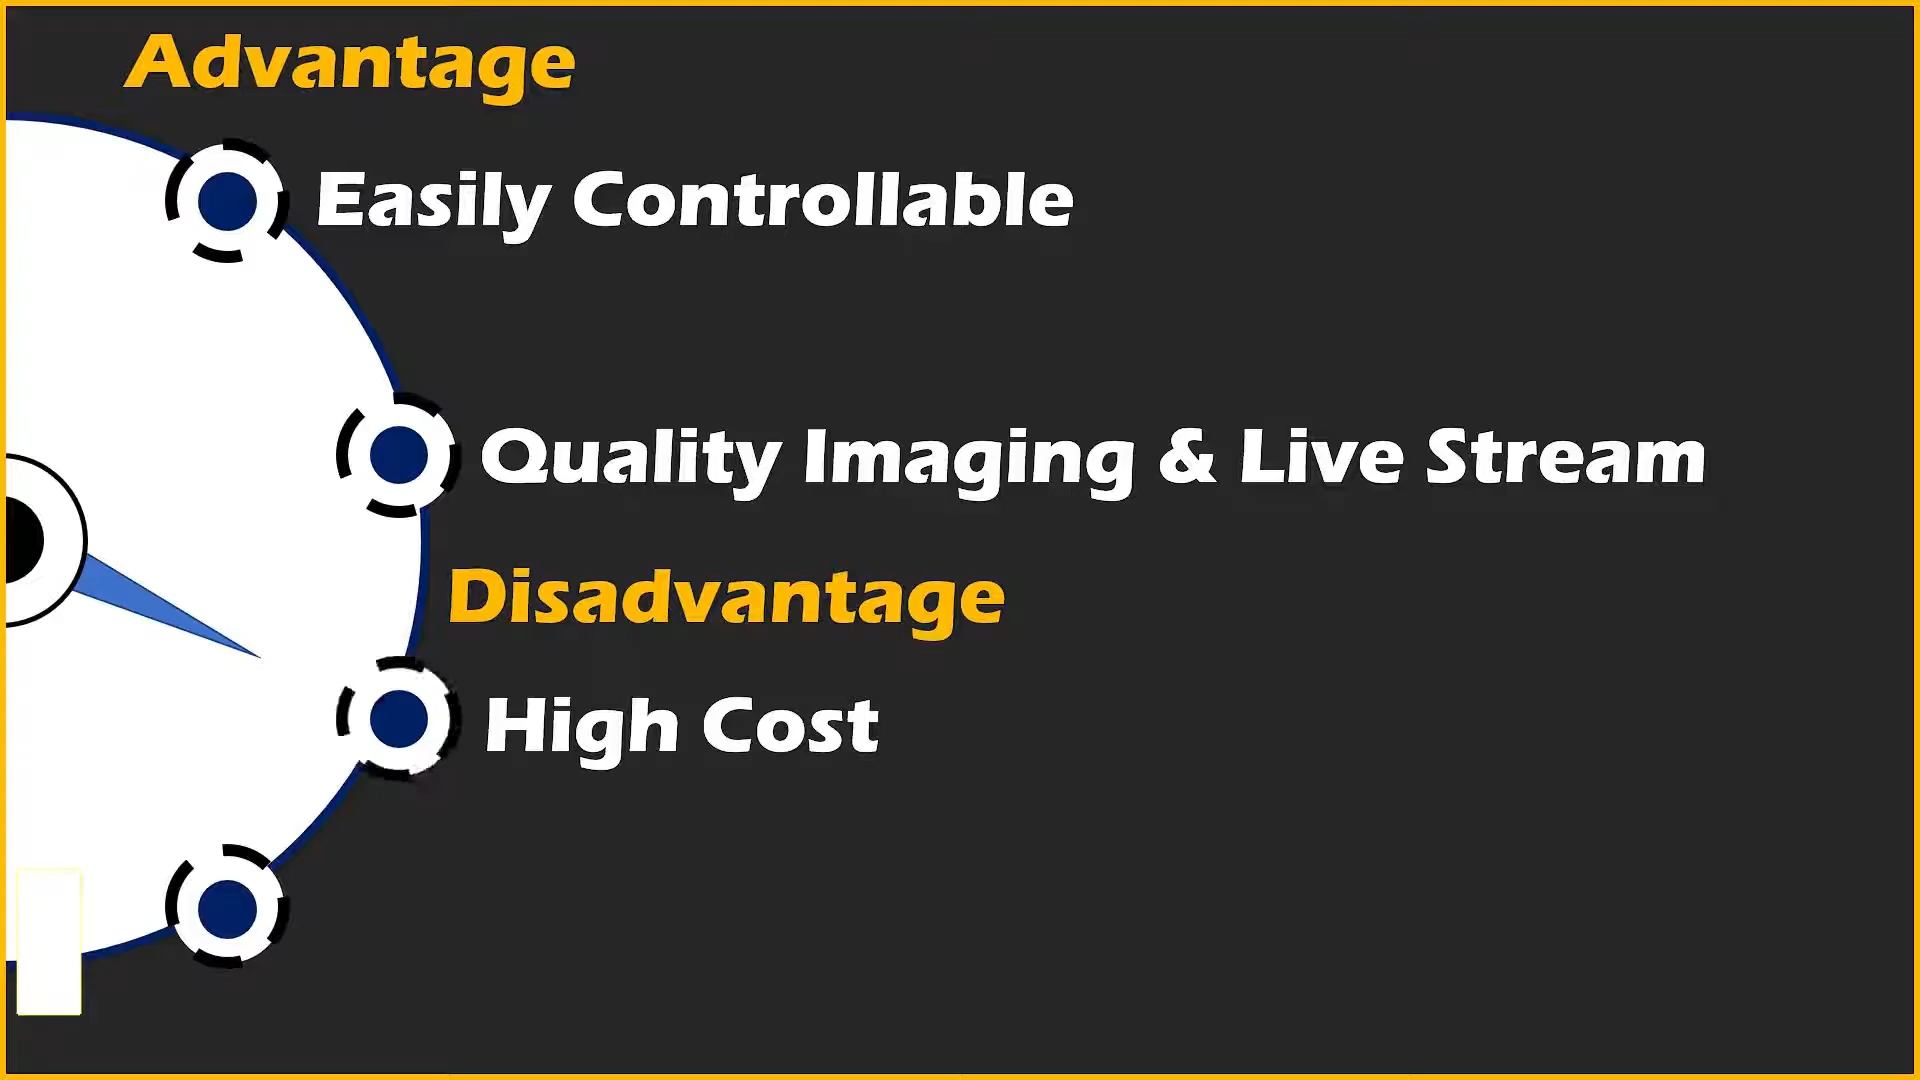 Advantage
Easily Controllable
Quality Imaging & Live Stream
Disadvantage
High Cost